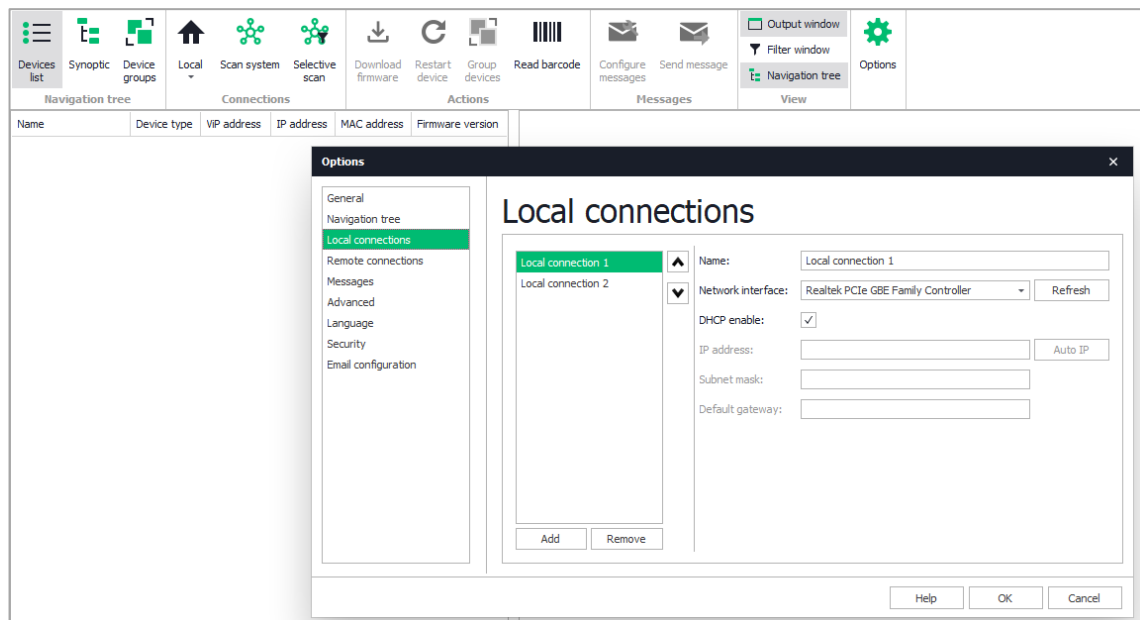 Output window
Filter window
Navigation tree
Devices list
Synoptic
Device groups
Local
Scan system
Selective scan
Download firmware
Restart device
Group devices
Read barcode
Configure messages
Send message
Options
Navigation tree
Connections
Actions
Messages
View
Name
Device type
ViP address
IP address
MAC address
Firmware version
Options
General
Navigation tree
Local connections
Remote connections
Messages
Advanced
Language
Security
Email configuration
Local connections
Local connection 1
Local connection 2
Add
Remove
Name:
Local connection 1
Network interface:
Realtek PCIe GBE Family Controller
Refresh
DHCP enable:
IP address:
Auto IP
Subnet mask:
Default gateway:
Help
OK
Cancel